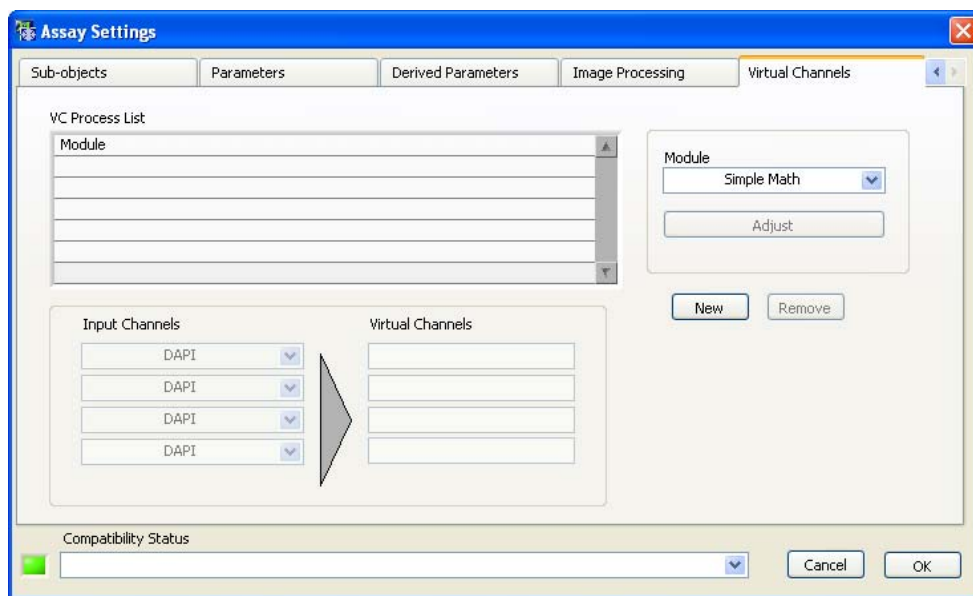 Assay Settings
Sub-objects Parameters Derived Parameters Image Processing Virtual Channels
VC Process List
Module
Module
Simple Math
Adjust
New Remove
Input Channels Virtual Channels
DAPI
DAPI
DAPI
DAPI
Compatibility Status
Cancel OK